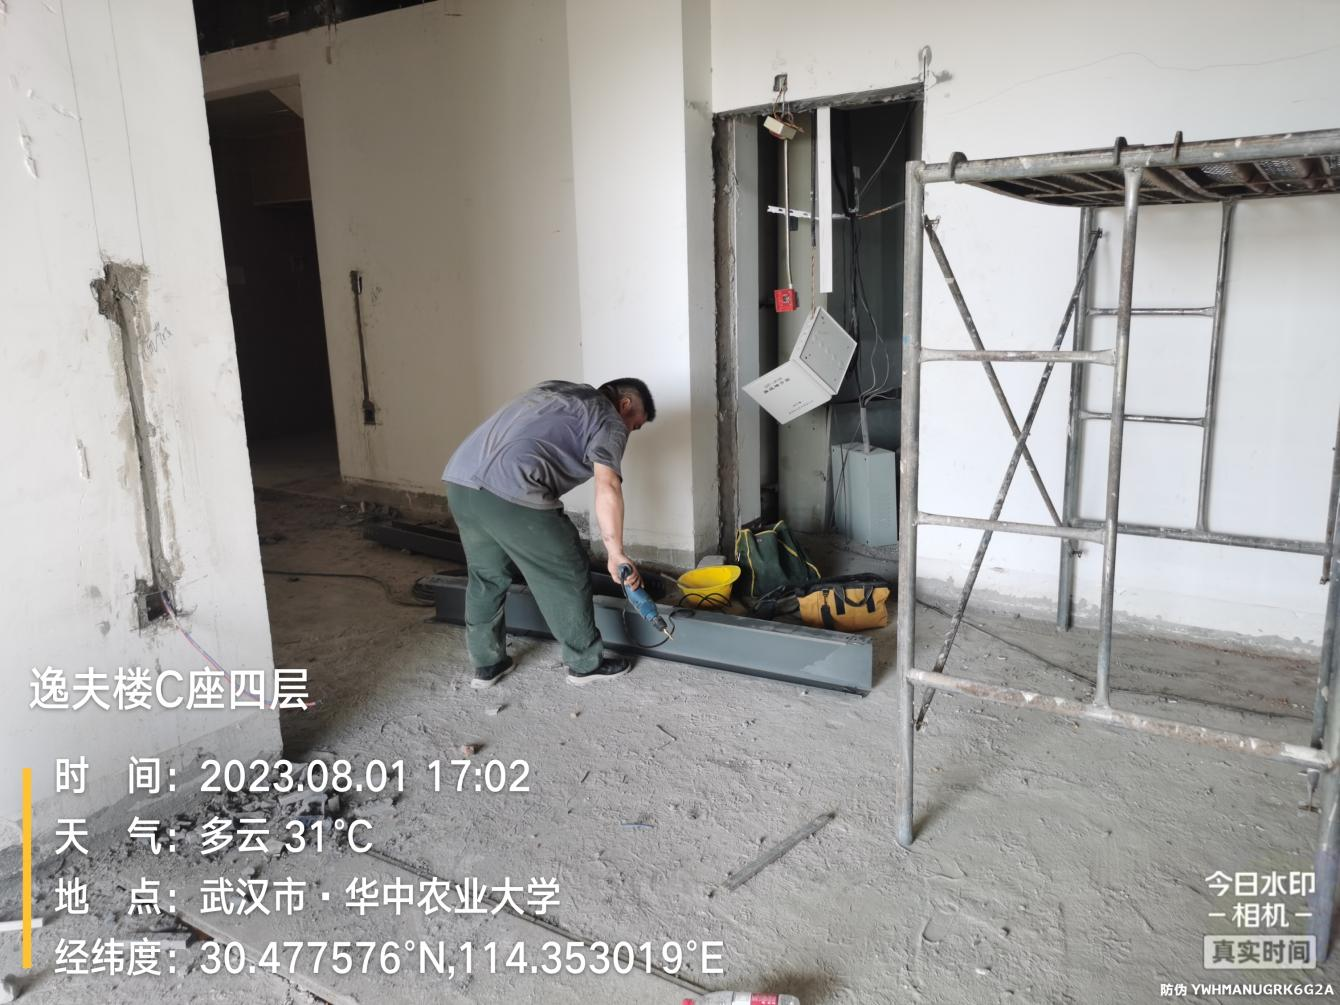 逸夫楼C座四层
时 间：2023.08.01 17:02
天 气：多云 31℃
地 点：武汉市·华中农业大学
经纬度：30.477576°N,114.353019°E
今日水印
-相机-
真实时间
防伪 YWHMANUGRK6G2A